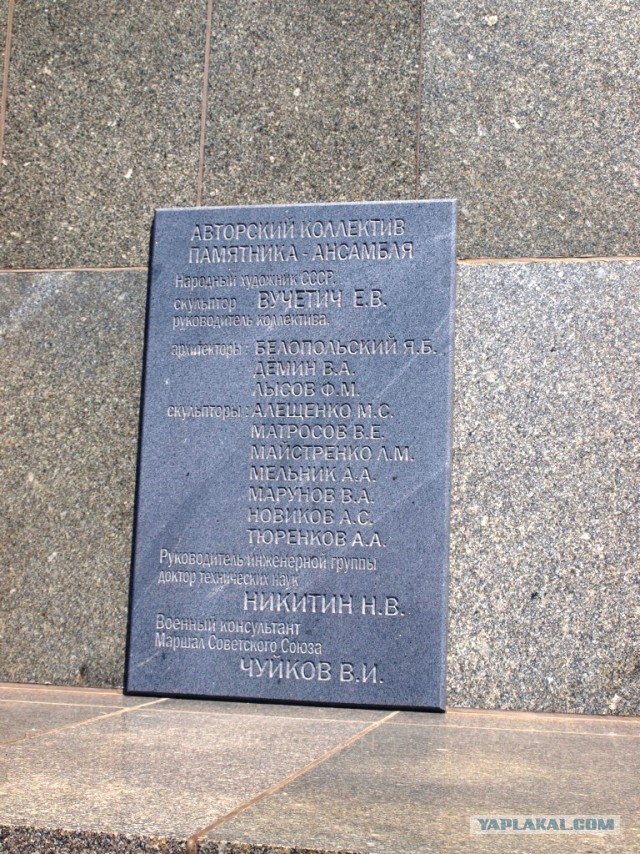 АВТОРСКИЙ КОЛЛЕКТИВ
ПАМЯТНИКА - АНСАМБЛЯ
Народный художник СССР,
скульптор ВУЧЕТИЧ Е.В.
руководитель коллектива.
архитекторы: БЕЛОПОЛЬСКИЙ Я.Б.
ДЕМИН В.А.
ЛЫСОВ Ф.М.
скульпторы: АЛЕЩЕНКО М.С.
МАТРОСОВ В.Е.
МАЙСТРЕНКО Л.М.
МЕЛЬНИК А.А.
МАРУНОВ В.А.
НОВИКОВ А.С.
ТЮРЕНКОВ А.А.
Руководитель инженерной группы
доктор технических наук
НИКИТИН Н.В.
Военный консультант
Маршал Советского Союза
ЧУЙКОВ В.И.
YAPLAKAL.COM